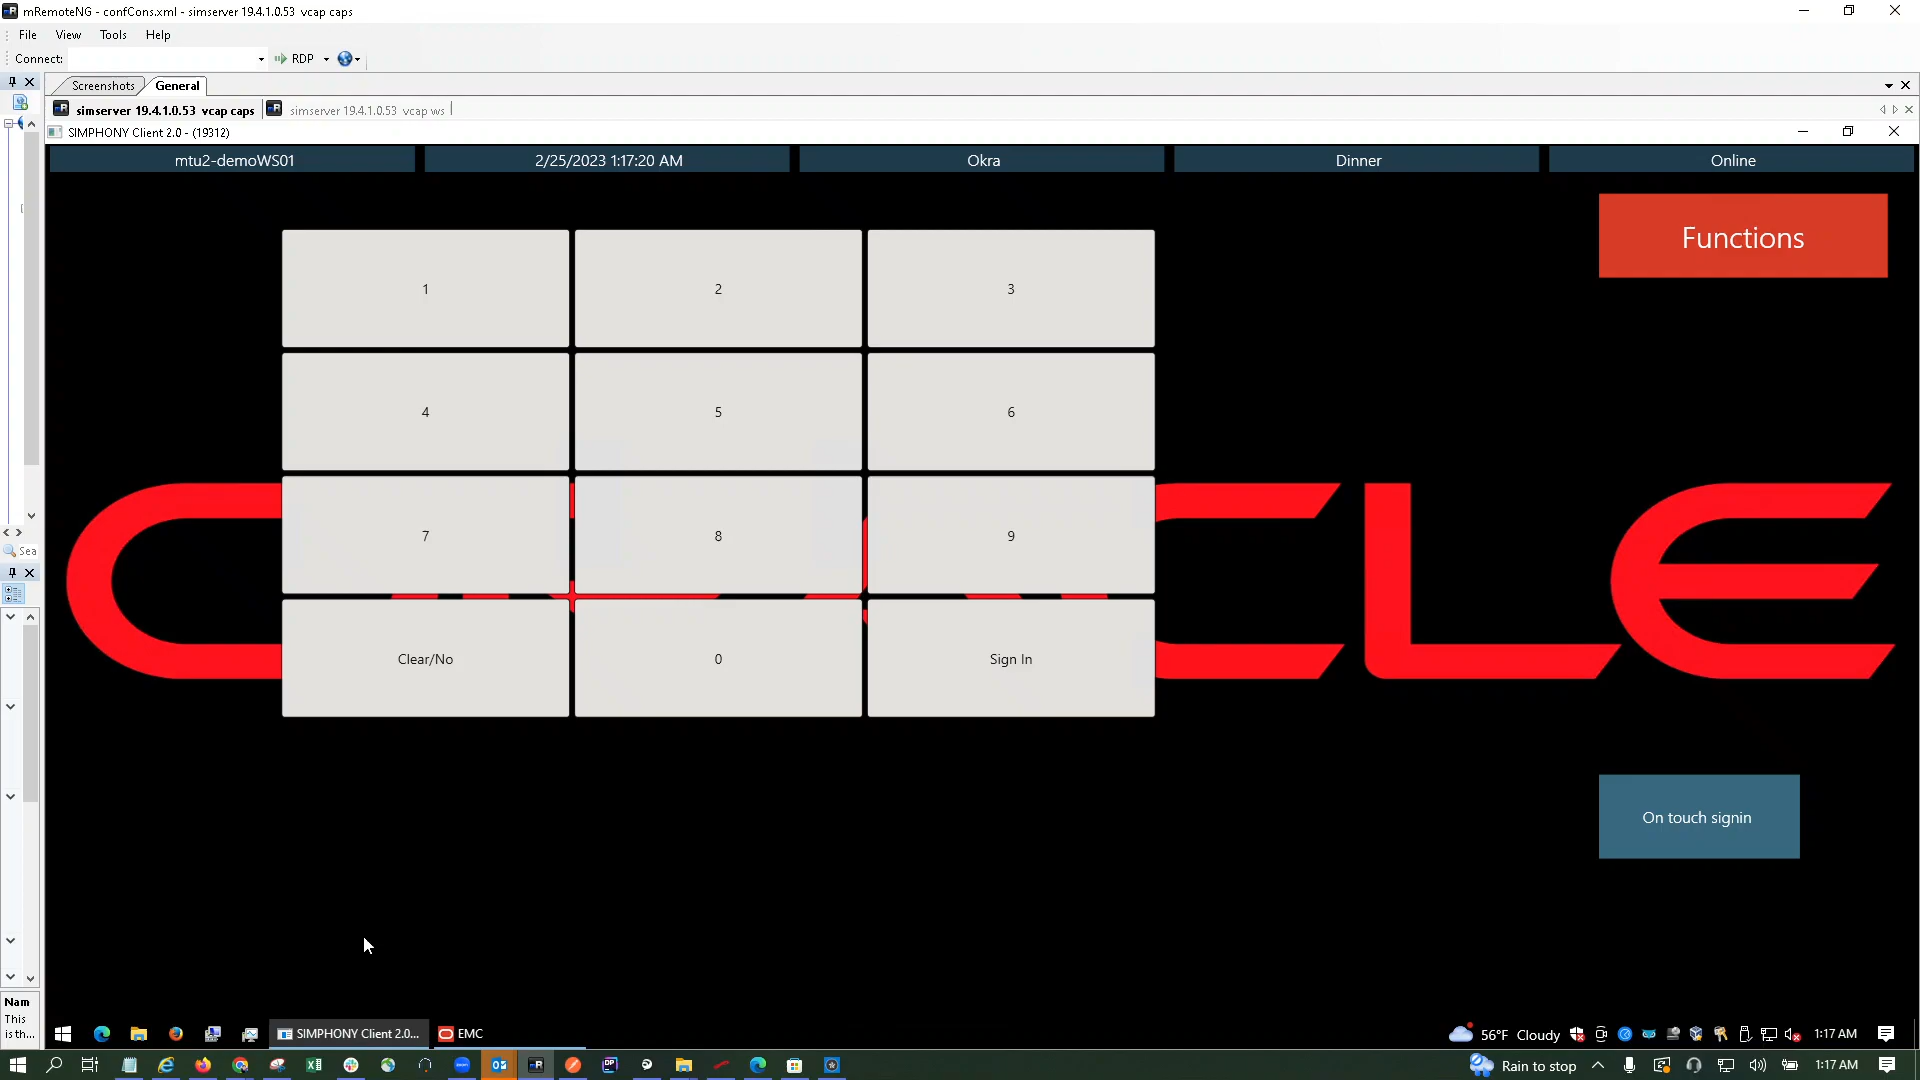 mRemoteNG - confCons.xml - simserver 19.4.1.0.53 vcap caps
File View Tools Help
Connect: RDP
Screenshots General
simserver 19.4.1.0.53 vcap caps simserver 19.4.1.0.53 vcap ws
SIMPHONY Client 2.0 - (19312)
mtu2-demoWS01 2/25/2023 1:17:20 AM Okra Dinner Online
Functions
1 2 3
4 5 6
7 8 9
Sea
Clear/No 0 Sign In
CLE
On touch signin
Nam
This
is th...
SIMPHONY Client 2.0... EMC 56°F Cloudy 1:17 AM
Rain to stop 1:17 AM